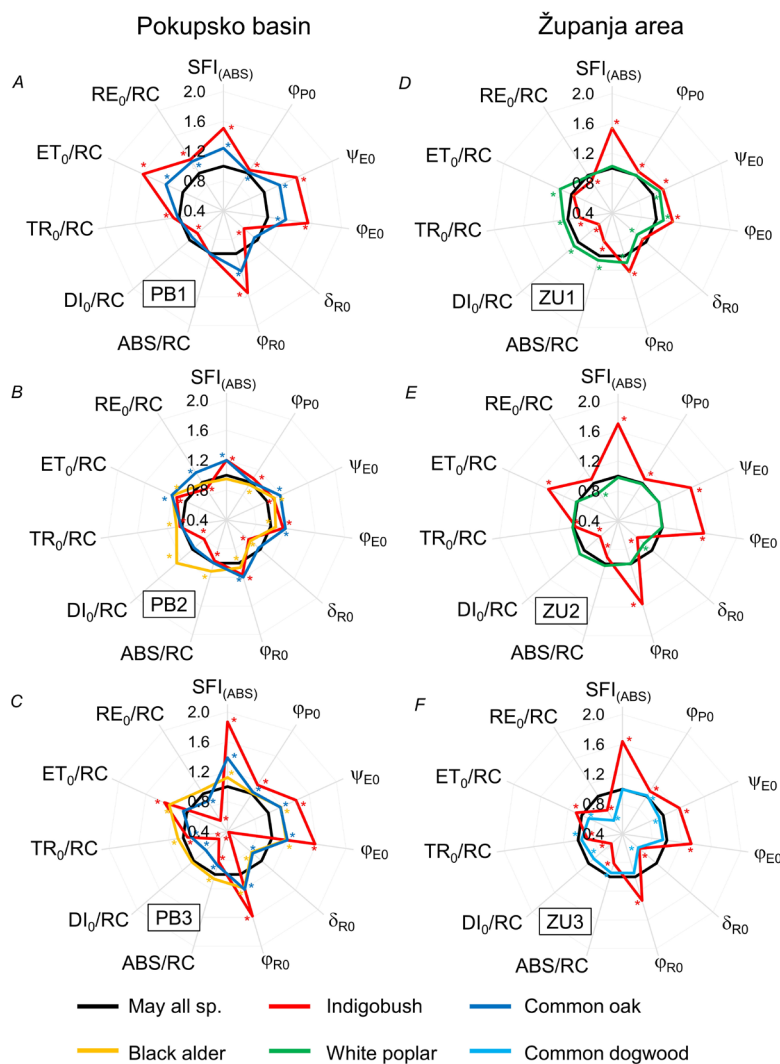 Pokupsko basin
Županja area
A
SFI(ABS)
φP0
ψE0
φE0
δR0
φR0
ABS/RC
DI0/RC
TR0/RC
ET0/RC
RE0/RC
2.0
1.6
1.2
0.8
0.4
PB1
D
SFI(ABS)
φP0
ψE0
φE0
δR0
φR0
ABS/RC
DI0/RC
TR0/RC
ET0/RC
RE0/RC
2.0
1.6
1.2
0.8
0.4
ZU1
B
SFI(ABS)
φP0
ψE0
φE0
δR0
φR0
ABS/RC
DI0/RC
TR0/RC
ET0/RC
RE0/RC
2.0
1.6
1.2
0.8
0.4
PB2
E
SFI(ABS)
φP0
ψE0
φE0
δR0
φR0
ABS/RC
DI0/RC
TR0/RC
ET0/RC
RE0/RC
2.0
1.6
1.2
0.8
0.4
ZU2
C
SFI(ABS)
φP0
ψE0
φE0
δR0
φR0
ABS/RC
DI0/RC
TR0/RC
ET0/RC
RE0/RC
2.0
1.6
1.2
0.8
0.4
PB3
F
SFI(ABS)
φP0
ψE0
φE0
δR0
φR0
ABS/RC
DI0/RC
TR0/RC
ET0/RC
RE0/RC
2.0
1.6
1.2
0.8
0.4
ZU3
May all sp.
Indigobush
Common oak
Black alder
White poplar
Common dogwood